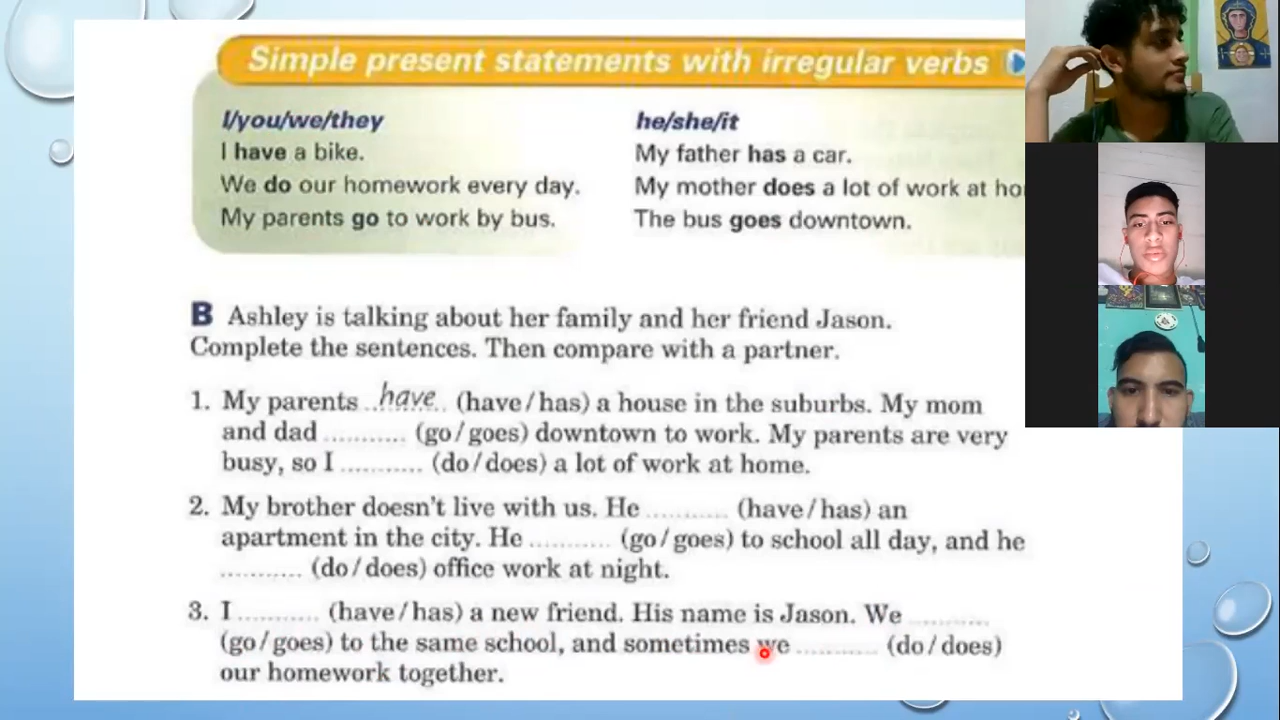 Simple present statements with irregular verbs
I/you/we/they
I have a bike.
We do our homework every day.
My parents go to work by bus.
he/she/it
My father has a car.
My mother does a lot of work at ho
The bus goes downtown.
B Ashley is talking about her family and her friend Jason.
Complete the sentences. Then compare with a partner.
1. My parents ..have.. (have / has) a house in the suburbs. My mom
and dad ........... (go / goes) downtown to work. My parents are very
busy, so I ........... (do / does) a lot of work at home.
2. My brother doesn't live with us. He ........... (have / has) an
apartment in the city. He ........... (go / goes) to school all day, and he
........... (do / does) office work at night.
3. I ........... (have / has) a new friend. His name is Jason. We ...........
(go / goes) to the same school, and sometimes we ........... (do / does)
our homework together.